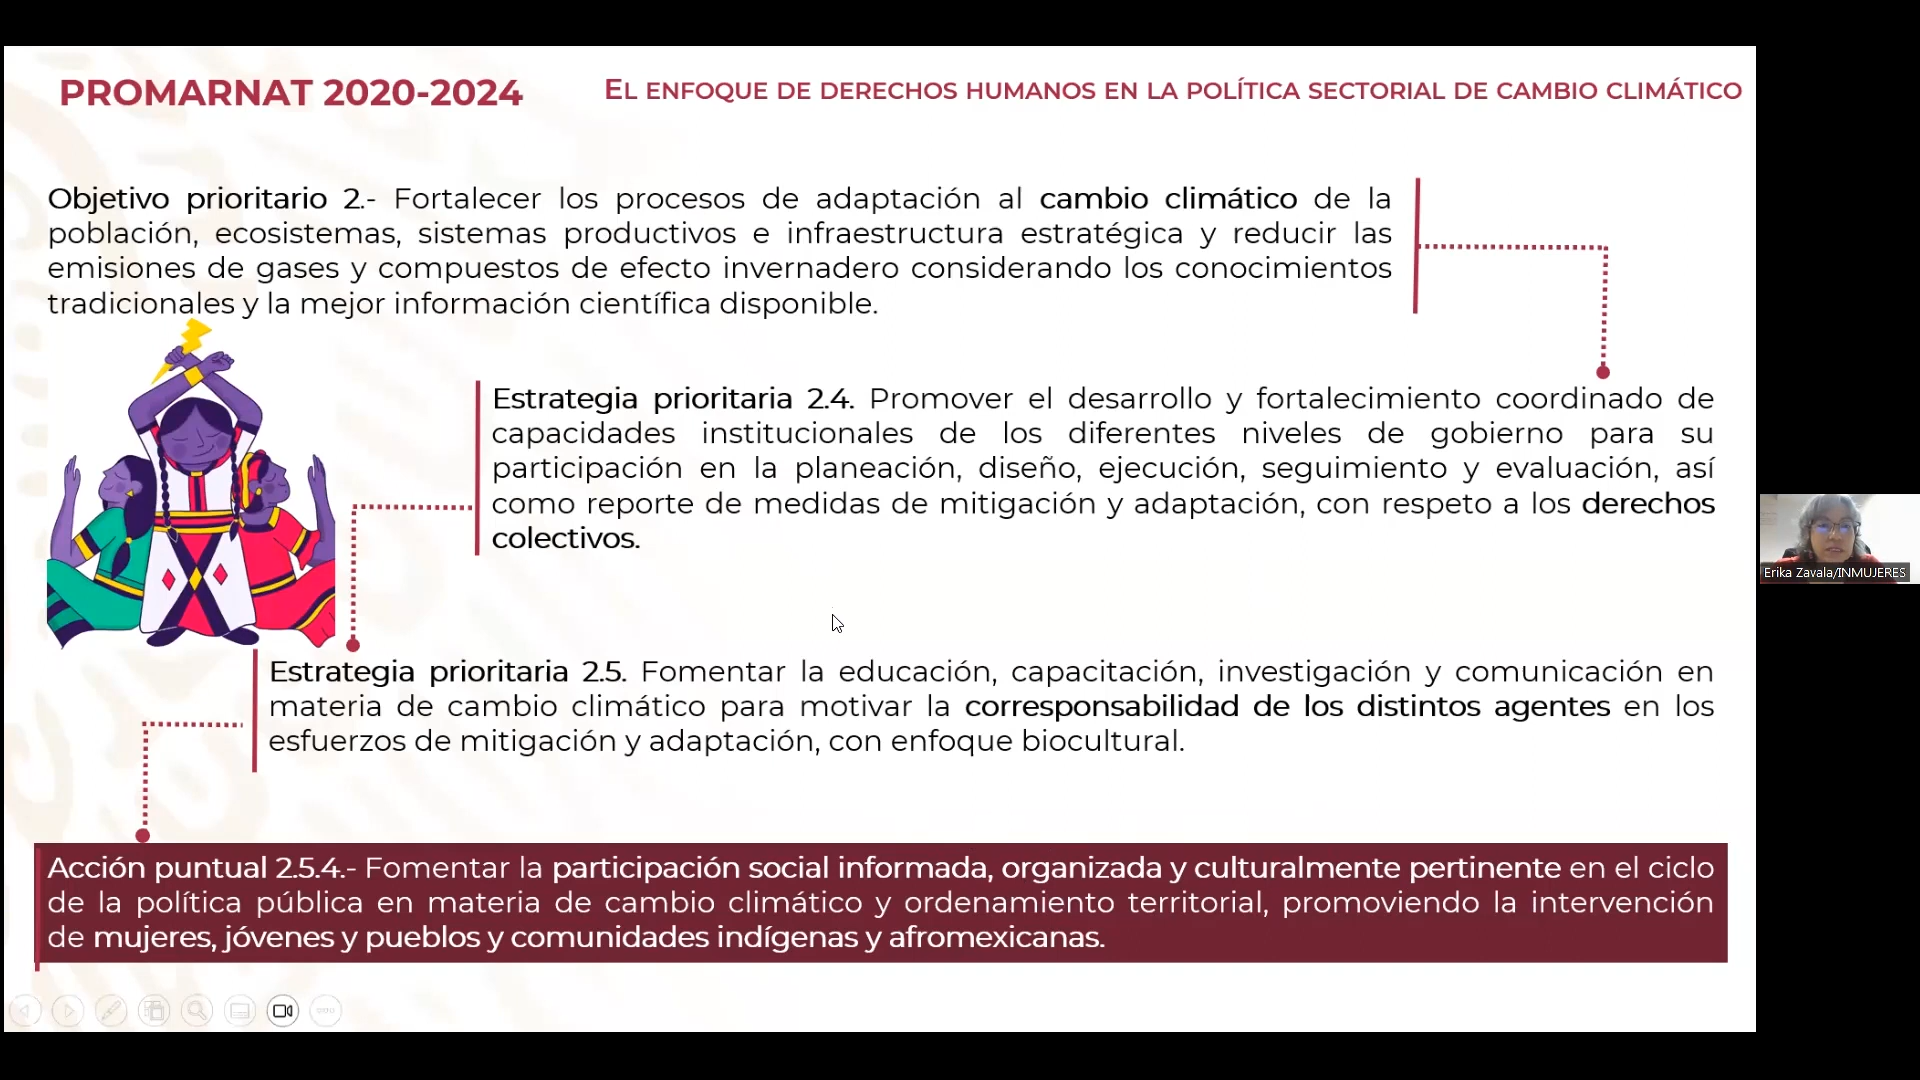 PROMARNAT 2020-2024
EL ENFOQUE DE DERECHOS HUMANOS EN LA POLÍTICA SECTORIAL DE CAMBIO CLIMÁTICO
Objetivo prioritario 2.- Fortalecer los procesos de adaptación al cambio climático de la
población, ecosistemas, sistemas productivos e infraestructura estratégica y reducir las
emisiones de gases y compuestos de efecto invernadero considerando los conocimientos
tradicionales y la mejor información científica disponible.
Estrategia prioritaria 2.4. Promover el desarrollo y fortalecimiento coordinado de
capacidades institucionales de los diferentes niveles de gobierno para su
participación en la planeación, diseño, ejecución, seguimiento y evaluación, así
como reporte de medidas de mitigación y adaptación, con respeto a los derechos
colectivos.
Erika Zavala/INMUJERES
Estrategia prioritaria 2.5. Fomentar la educación, capacitación, investigación y comunicación en
materia de cambio climático para motivar la corresponsabilidad de los distintos agentes en los
esfuerzos de mitigación y adaptación, con enfoque biocultural.
Acción puntual 2.5.4.- Fomentar la participación social informada, organizada y culturalmente pertinente en el ciclo
de la política pública en materia de cambio climático y ordenamiento territorial, promoviendo la intervención
de mujeres, jóvenes y pueblos y comunidades indígenas y afromexicanas.